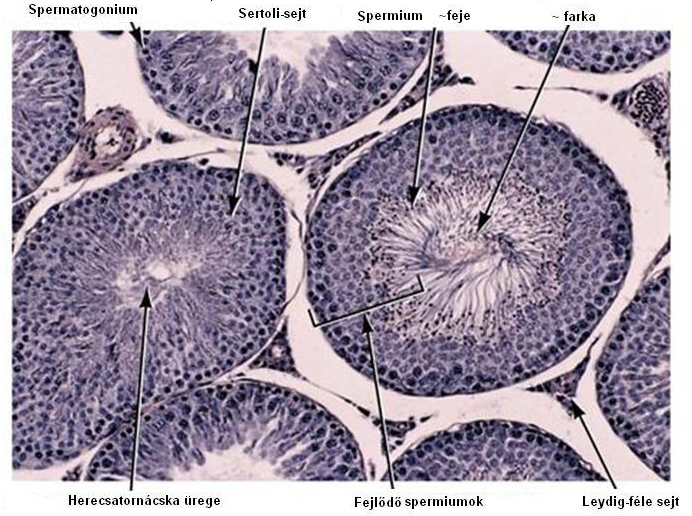 Spermatogonium
Sertoli-sejt
Spermium ~feje
~ farka
Herecsatornácska ürege
Fejlődő spermiumok
Leydig-féle sejt